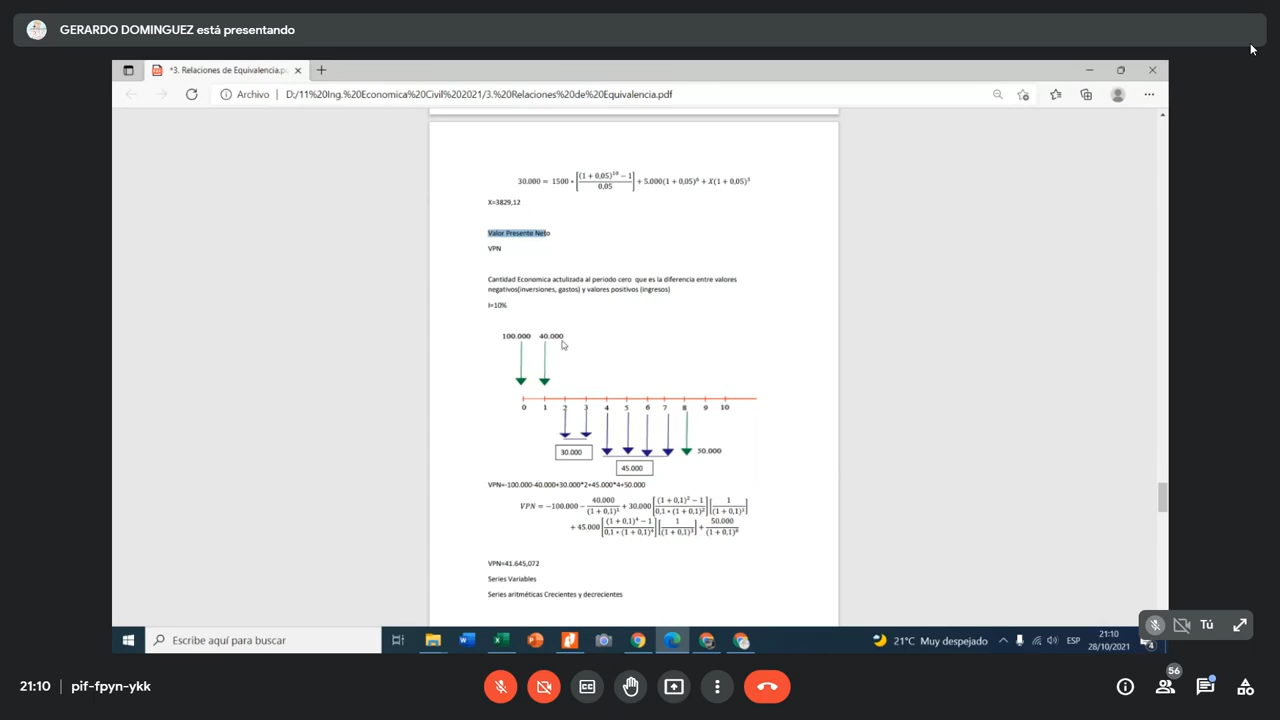 GERARDO DOMINGUEZ está presentando
*3. Relaciones de Equivalencia.pd
Archivo D:/11%20Ing.%20Economica%20Civil%202021/3.%20Relaciones%20de%20Equivalencia.pdf
30.000 = 1500 * [(1 + 0,05)^10 − 1 / 0,05] + 5.000(1 + 0,05)^6 + X(1 + 0,05)^3
X=3829,12
Valor Presente Neto
VPN
Cantidad Economica actulizada al periodo cero que es la diferencia entre valores
negativos(inversiones, gastos) y valores positivos (ingresos)
I=10%
100.000 40.000
0 1 2 3 4 5 6 7 8 9 10
30.000
50.000
45.000
VPN=-100.000-40.000+30.000*2+45.000*4+50.000
VPN = −100.000 − 40.000 / (1 + 0,1)^1 + 30.000 [(1 + 0,1)^2 − 1 / 0,1 * (1 + 0,1)^2] [1 / (1 + 0,1)^1]
+ 45.000 [(1 + 0,1)^4 − 1 / 0,1 * (1 + 0,1)^4] [1 / (1 + 0,1)^3] + 50.000 / (1 + 0,1)^8
VPN=41.645,072
Series Variables
Series aritméticas Crecientes y decrecientes
Tú
Escribe aquí para buscar
21°C Muy despejado
ESP
21:10
28/10/2021
4
21:10 | pif-fpyn-ykk
56